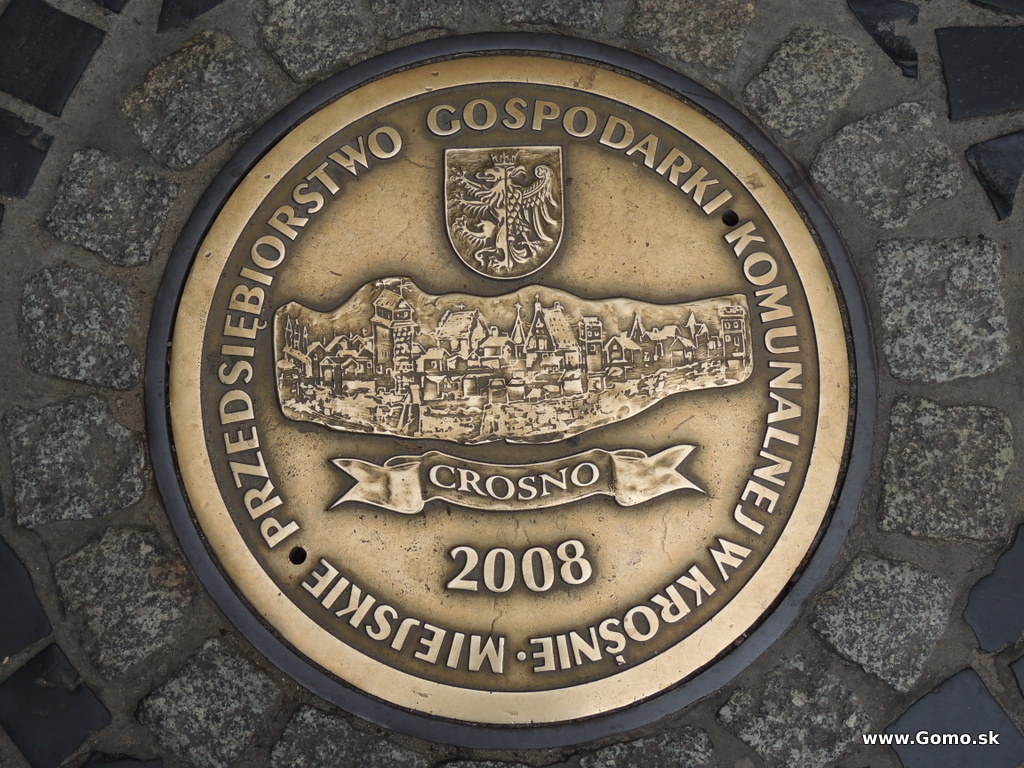 MIEJSKIE PRZEDSIĘBIORSTWO GOSPODARKI KOMUNALNEJ W KROŚNIE •
CROSNO
2008
www.Gomo.sk